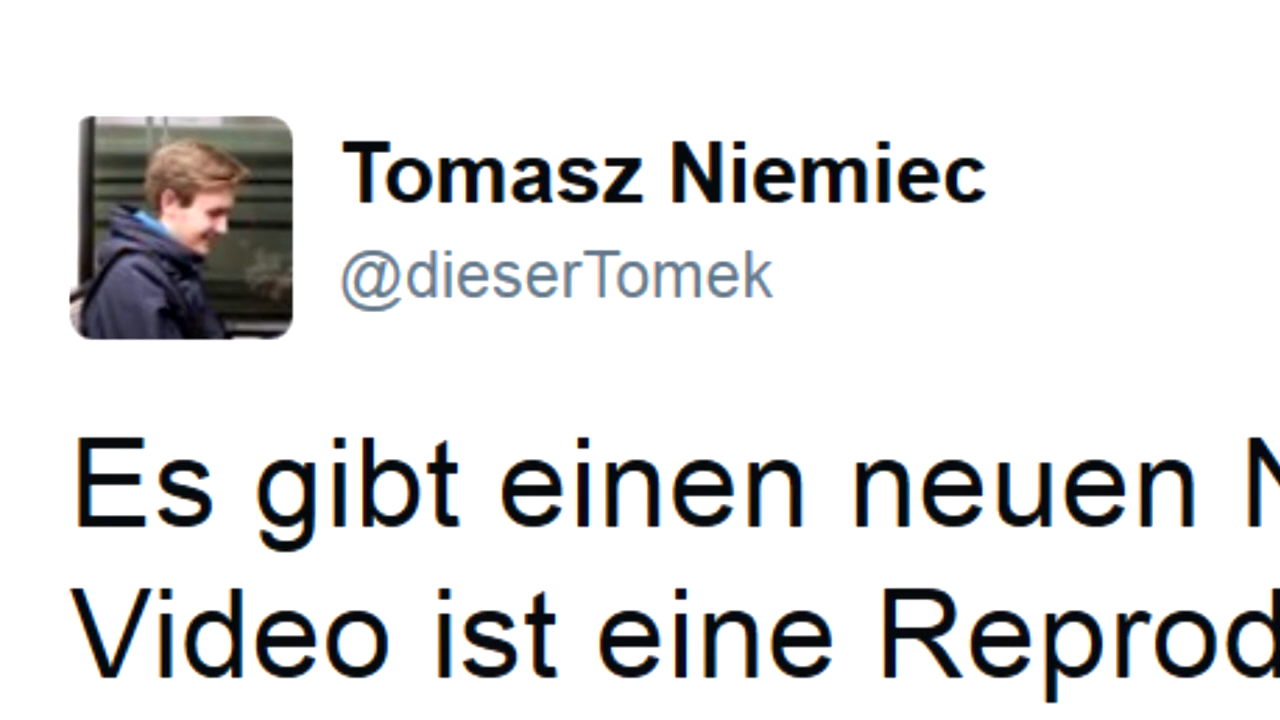 Tomasz Niemiec
@dieserTomek
Es gibt einen neuen
Video ist eine